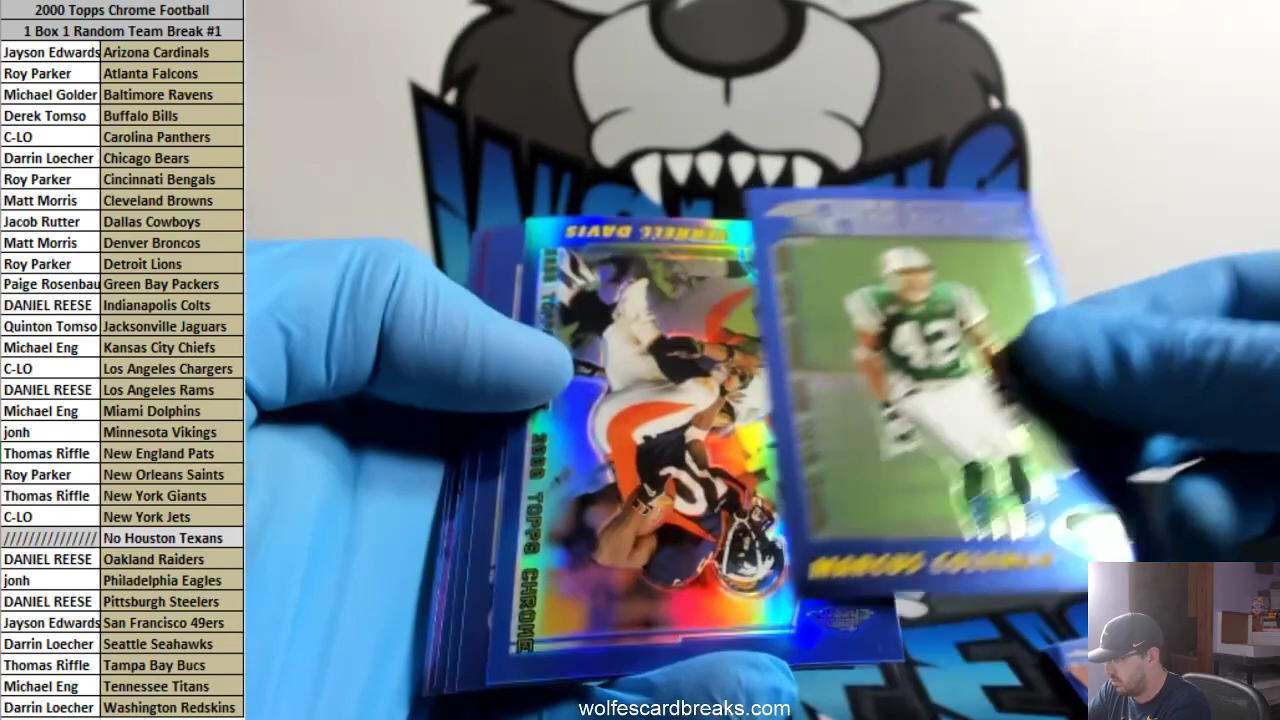 2000 Topps Chrome Football
1 Box 1 Random Team Break #1
Jayson Edwards Arizona Cardinals
Roy Parker Atlanta Falcons
Michael Golder Baltimore Ravens
Derek Tomso Buffalo Bills
C-LO Carolina Panthers
Darrin Loecher Chicago Bears
Roy Parker Cincinnati Bengals
Matt Morris Cleveland Browns
Jacob Rutter Dallas Cowboys
Matt Morris Denver Broncos
Roy Parker Detroit Lions
Paige Rosenbau Green Bay Packers
DANIEL REESE Indianapolis Colts
Quinton Tomso Jacksonville Jaguars
Michael Eng Kansas City Chiefs
C-LO Los Angeles Chargers
DANIEL REESE Los Angeles Rams
Michael Eng Miami Dolphins
jonh Minnesota Vikings
Thomas Riffle New England Pats
Roy Parker New Orleans Saints
Thomas Riffle New York Giants
C-LO New York Jets
/////////////// No Houston Texans
DANIEL REESE Oakland Raiders
jonh Philadelphia Eagles
DANIEL REESE Pittsburgh Steelers
Jayson Edwards San Francisco 49ers
Darrin Loecher Seattle Seahawks
Thomas Riffle Tampa Bay Bucs
Michael Eng Tennessee Titans
Darrin Loecher Washington Redskins
TERRELL DAVIS
2000 TOPPS CHROME
42
MARCUS COLEMAN
wolfescardbreaks.com